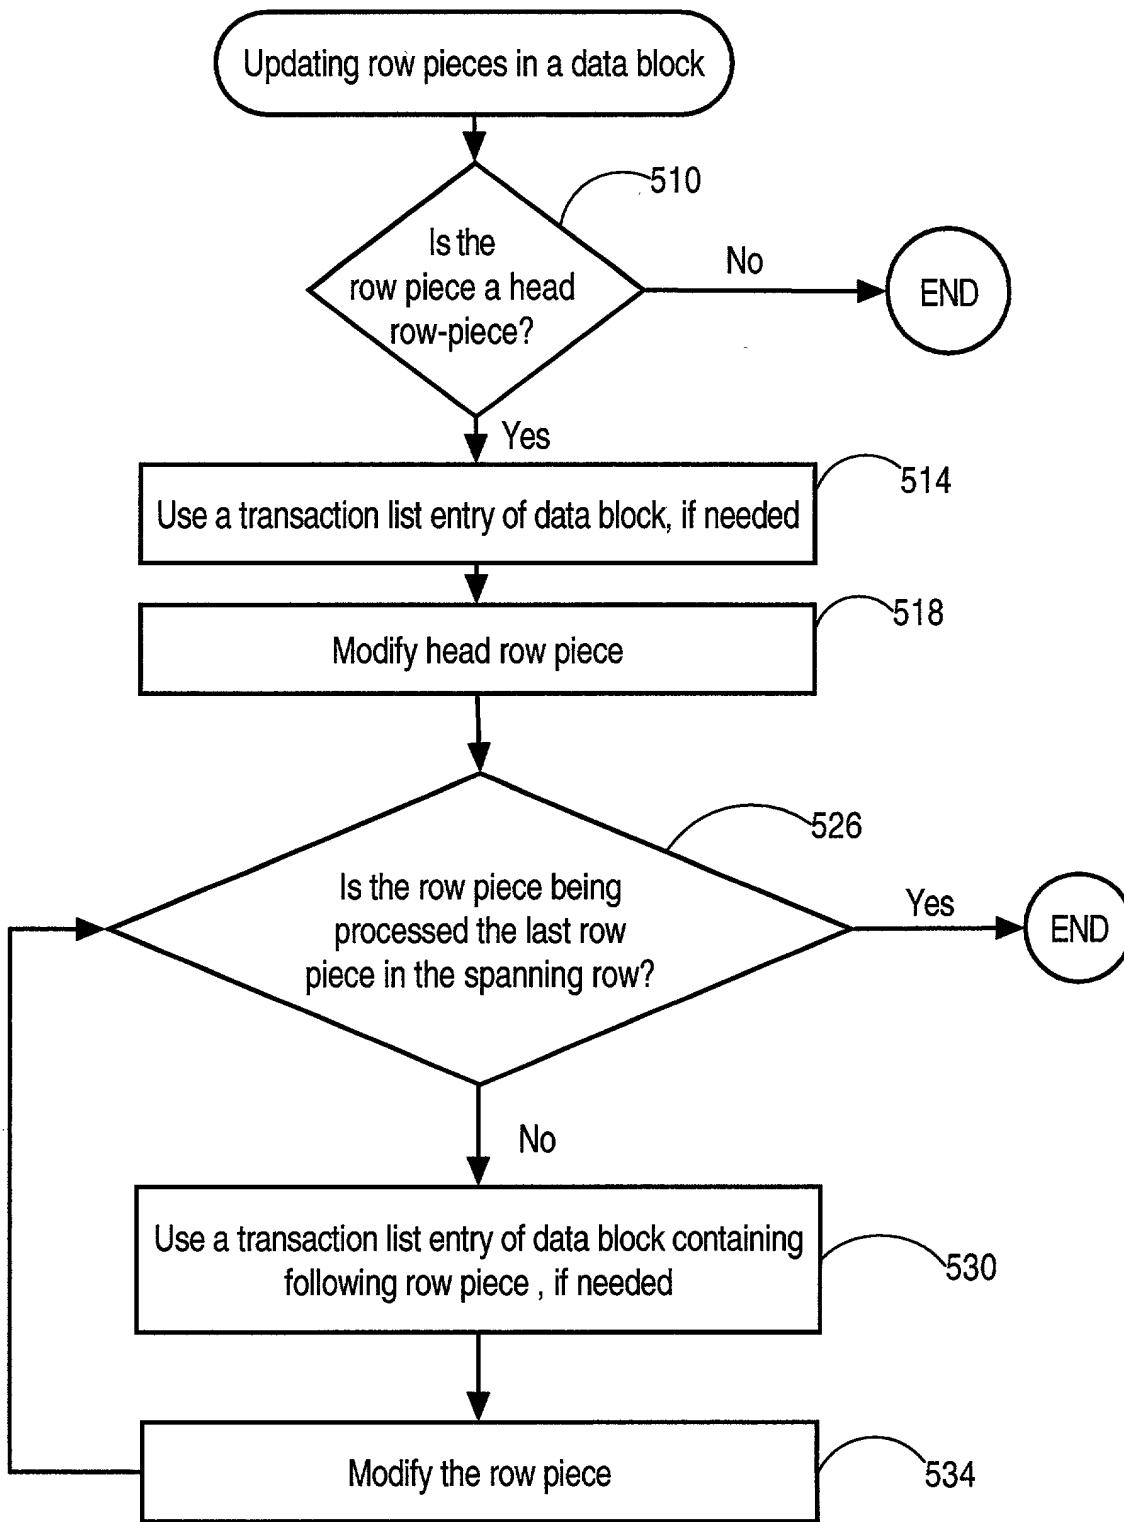 Updating row pieces in a data block
510
Is the
row piece a head
row-piece?
No
END
Yes
514
Use a transaction list entry of data block, if needed
518
Modify head row piece
526
Is the row piece being
processed the last row
piece in the spanning row?
Yes
END
No
Use a transaction list entry of data block containing
following row piece , if needed
530
Modify the row piece
534